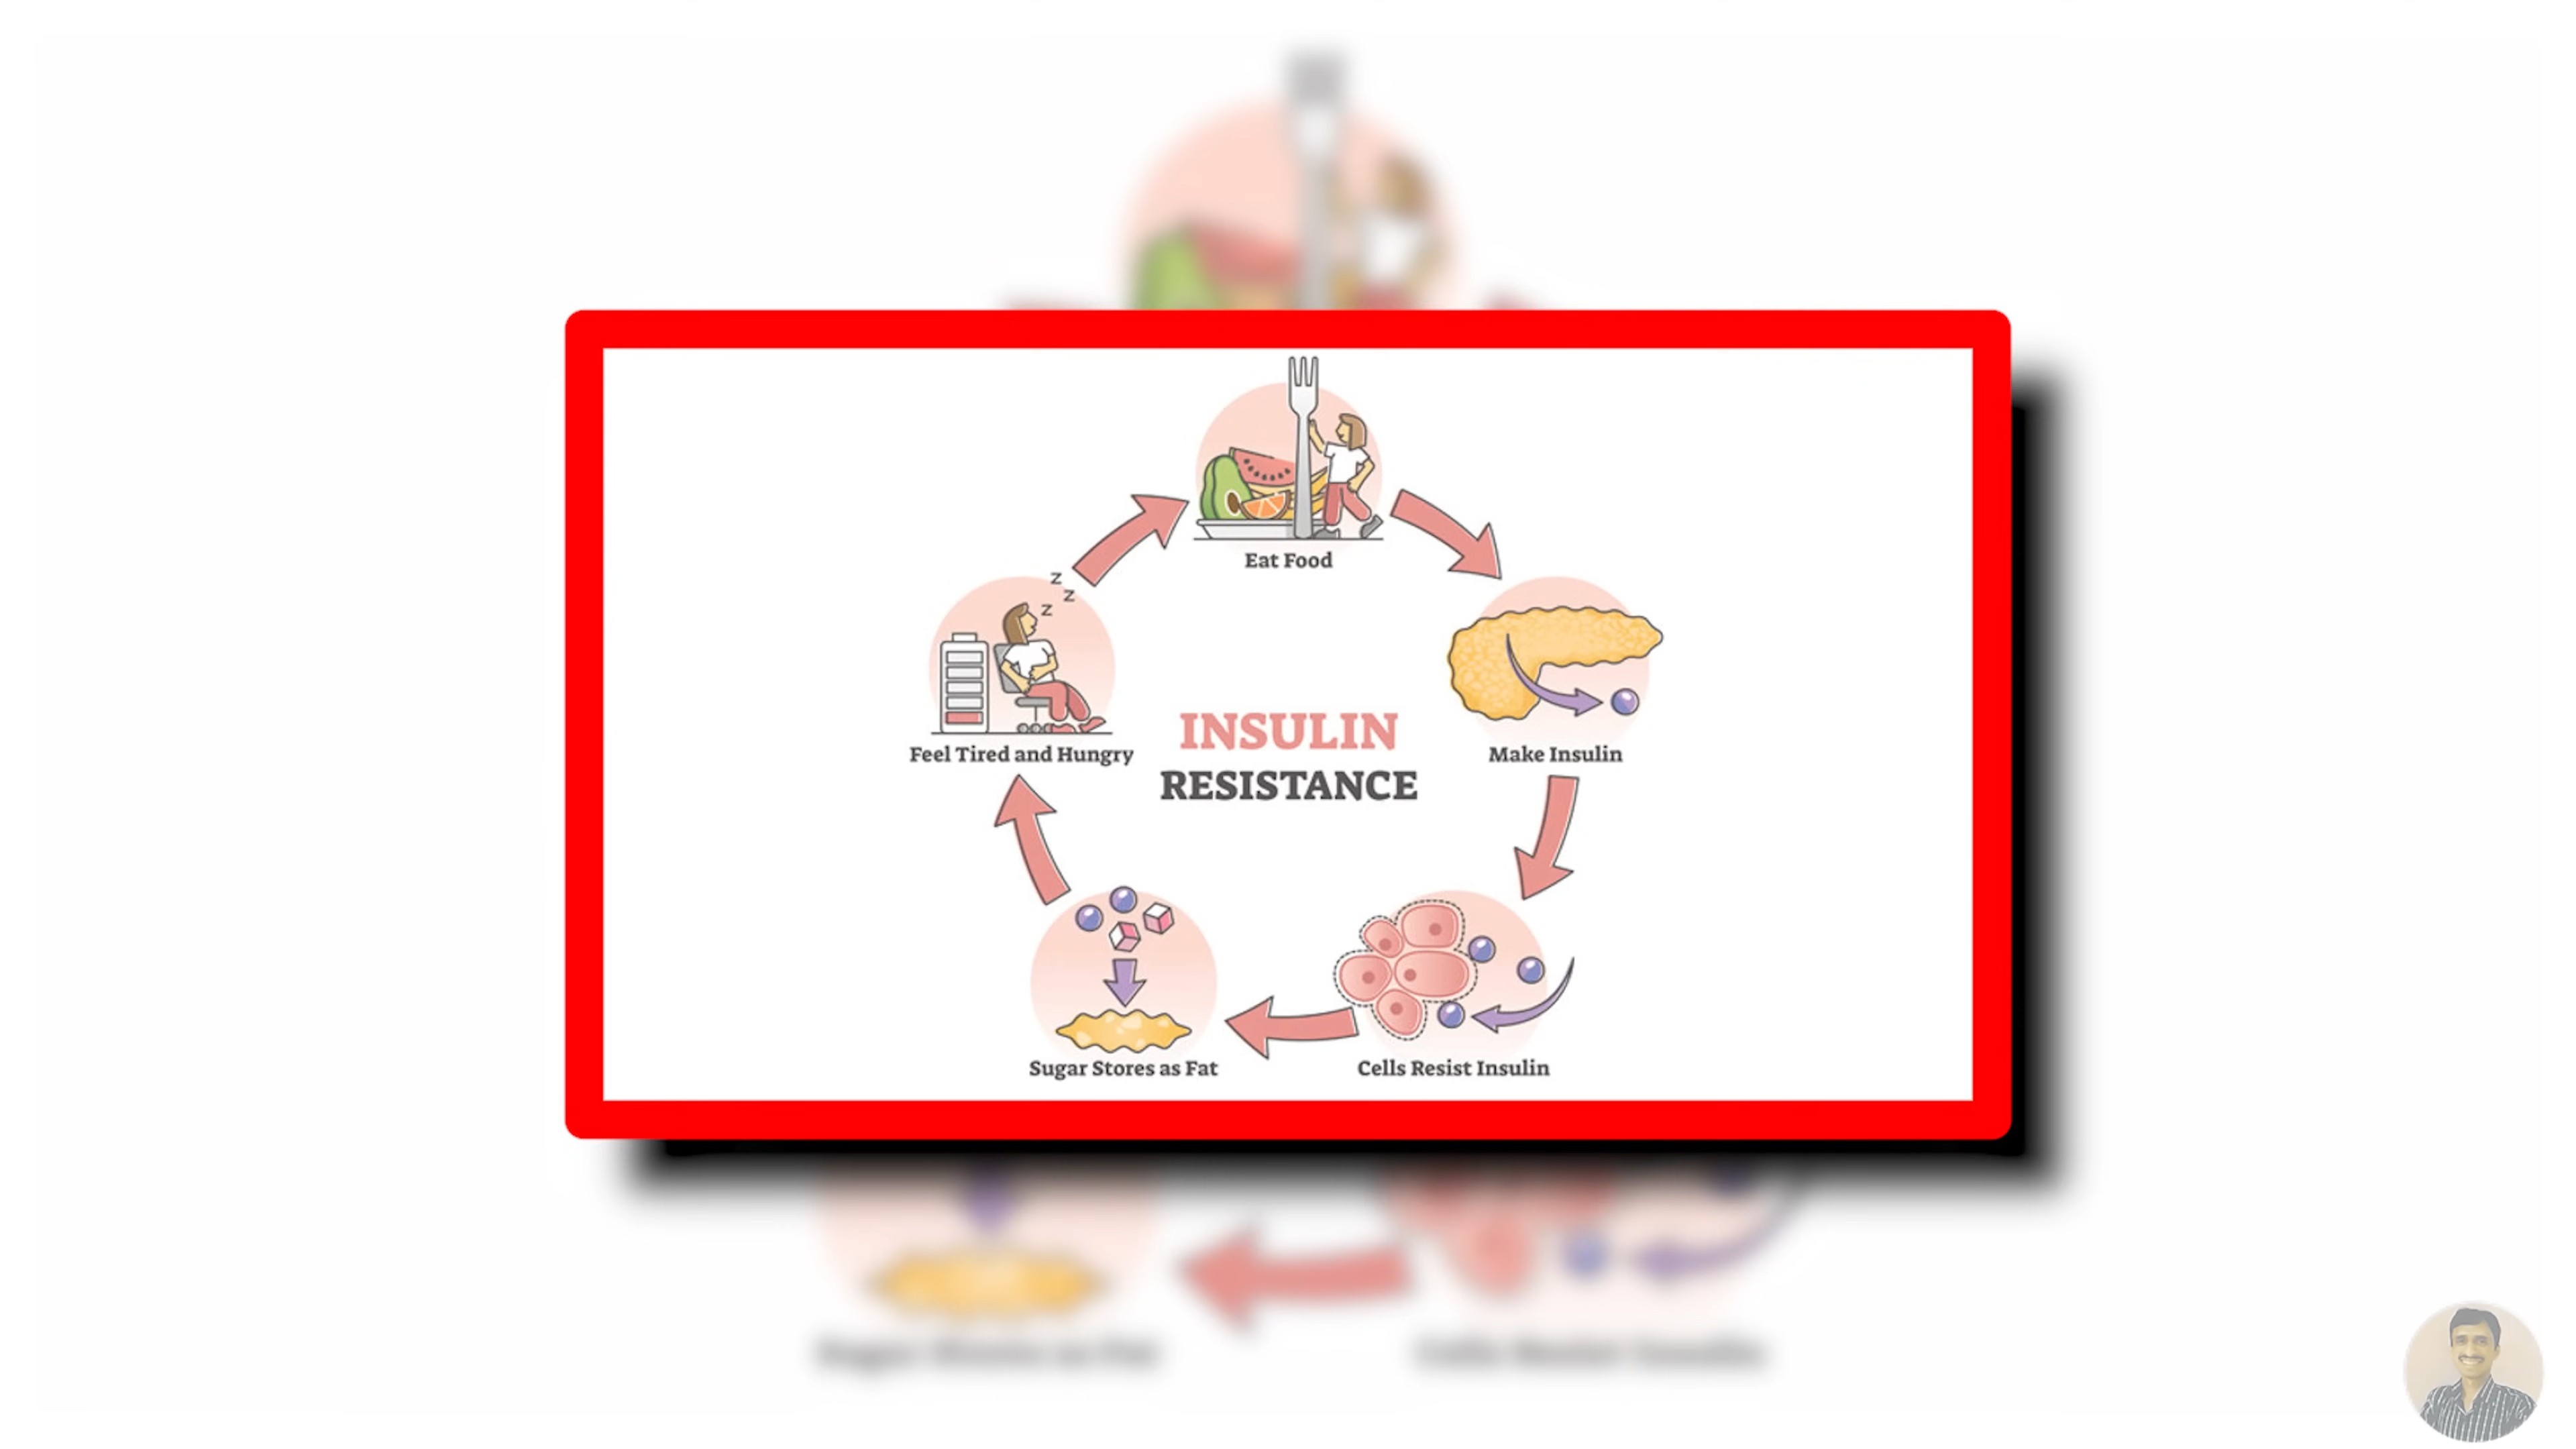 Eat Food
z
z
z
Feel Tired and Hungry
Make Insulin
INSULIN
RESISTANCE
Sugar Stores as Fat
Cells Resist Insulin